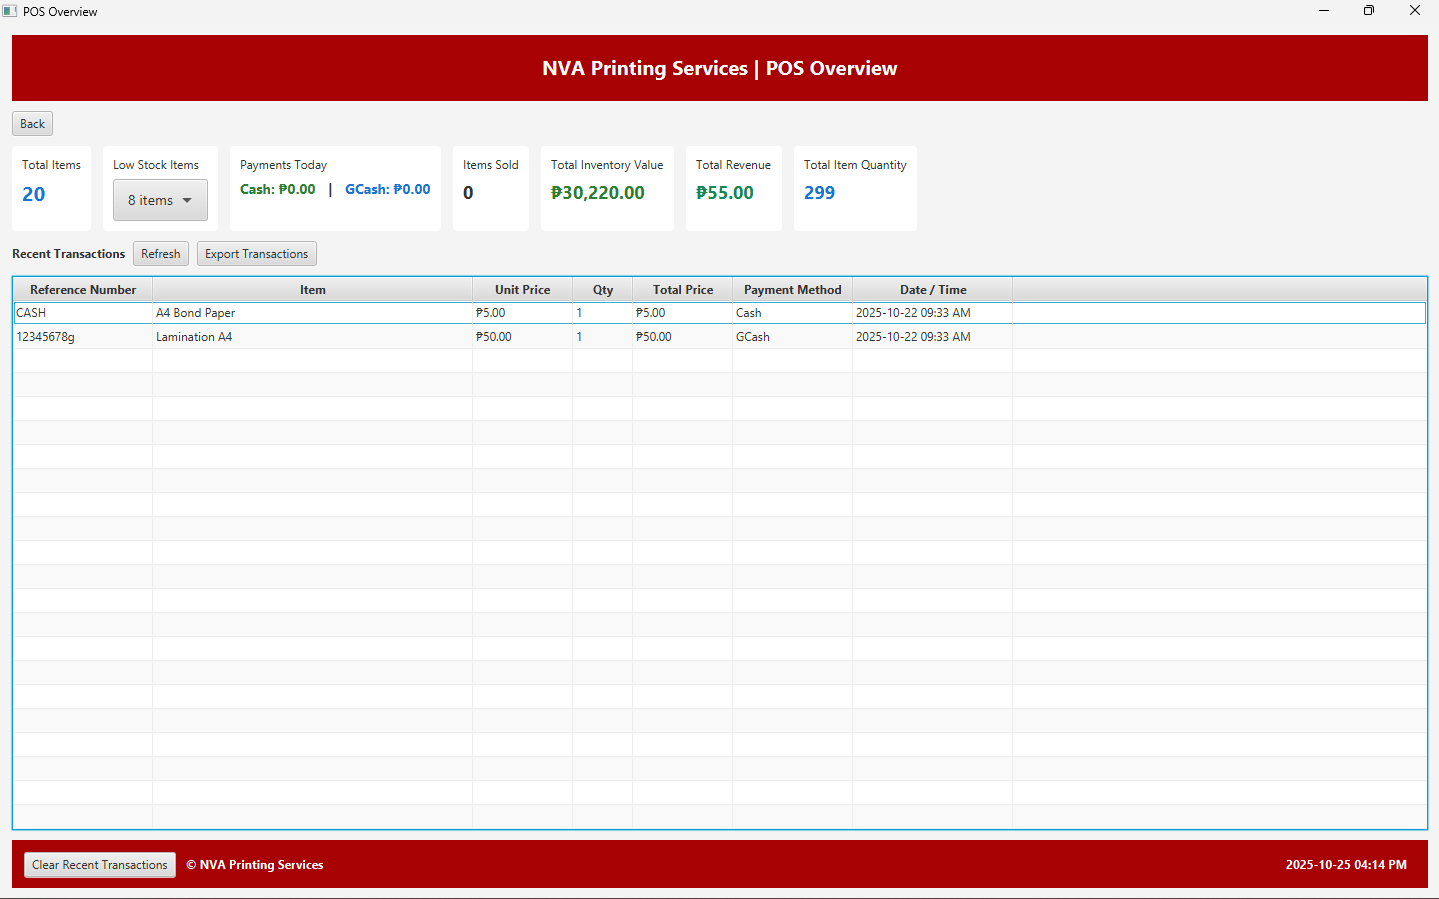 POS Overview
NVA Printing Services | POS Overview
Back
Total Items
20
Low Stock Items
8 items
Payments Today
Cash: ₱0.00 | GCash: ₱0.00
Items Sold
0
Total Inventory Value
₱30,220.00
Total Revenue
₱55.00
Total Item Quantity
299
Recent Transactions Refresh Export Transactions
Reference Number Item Unit Price Qty Total Price Payment Method Date / Time
CASH A4 Bond Paper ₱5.00 1 ₱5.00 Cash 2025-10-22 09:33 AM
12345678g Lamination A4 ₱50.00 1 ₱50.00 GCash 2025-10-22 09:33 AM
Clear Recent Transactions © NVA Printing Services 2025-10-25 04:14 PM